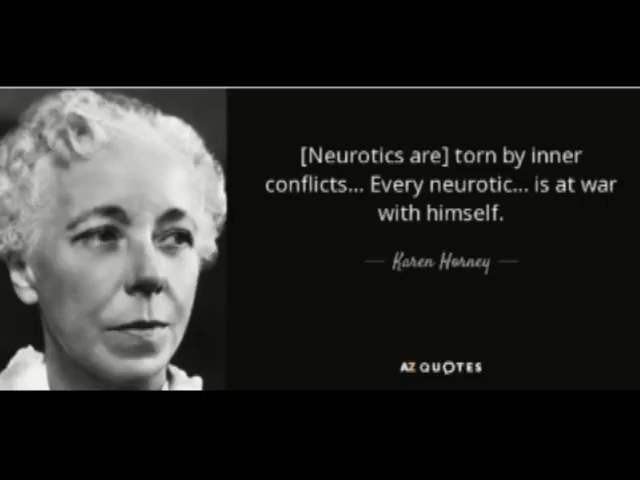 [Neurotics are] torn by inner
conflicts... Every neurotic... is at war
with himself.
— Karen Horney —
AZ QUOTES